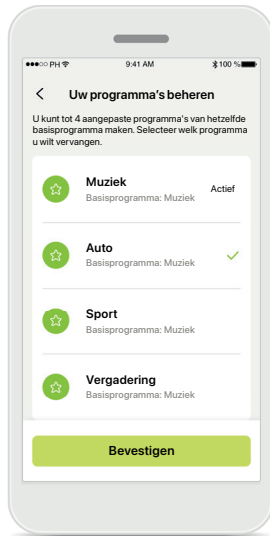 ●●●○○ PH 9:41 AM 100 %
Uw programma's beheren
U kunt tot 4 aangepaste programma's van hetzelfde
basisprogramma maken. Selecteer welk programma
u wilt vervangen.
Muziek
Basisprogramma: Muziek
Actief
Auto
Basisprogramma: Muziek
Sport
Basisprogramma: Muziek
Vergadering
Basisprogramma: Muziek
Bevestigen